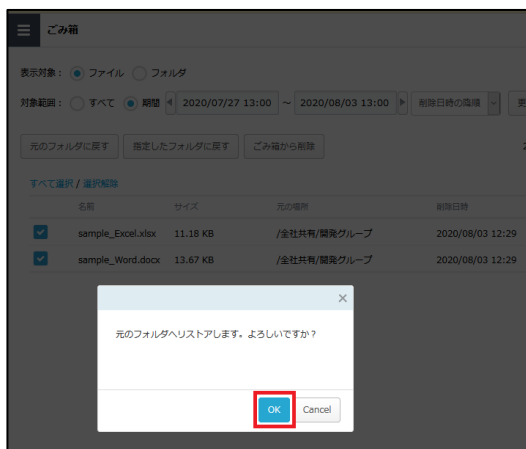 ごみ箱
表示対象： ファイル フォルダ
対象範囲： すべて 期間 2020/07/27 13:00 ～ 2020/08/03 13:00 削除日時の降順 更
元のフォルダに戻す 指定したフォルダに戻す ごみ箱から削除 2
すべて選択 / 選択解除
名前 サイズ 元の場所 削除日時
sample_Excel.xlsx 11.18 KB /全社共有/開発グループ 2020/08/03 12:29
sample_Word.docx 13.67 KB /全社共有/開発グループ 2020/08/03 12:29
元のフォルダへリストアします。よろしいですか？
OK Cancel